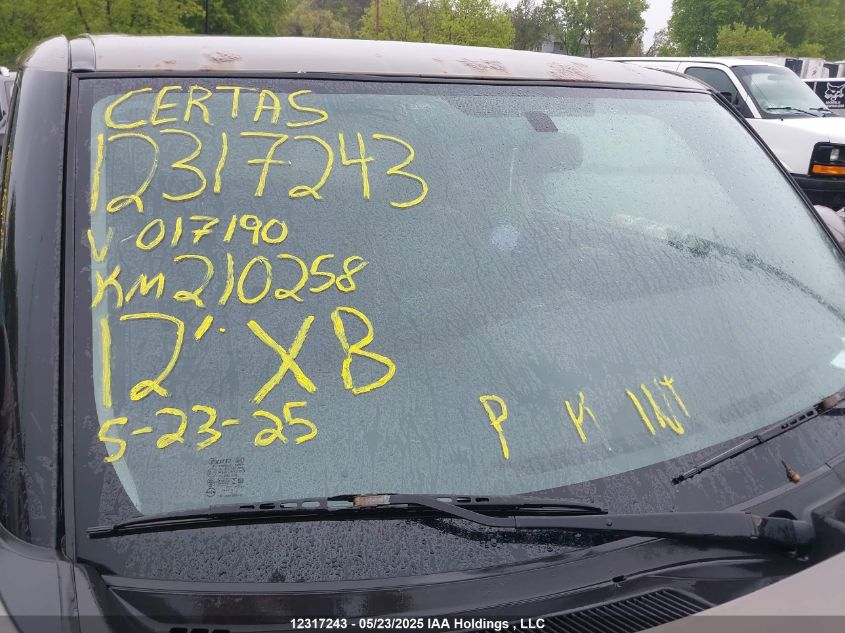 CERTAS
12317243
V-017190
KM210258
12' XB
5-23-25
P K INT
12317243 - 05/23/2025 IAA Holdings , LLC